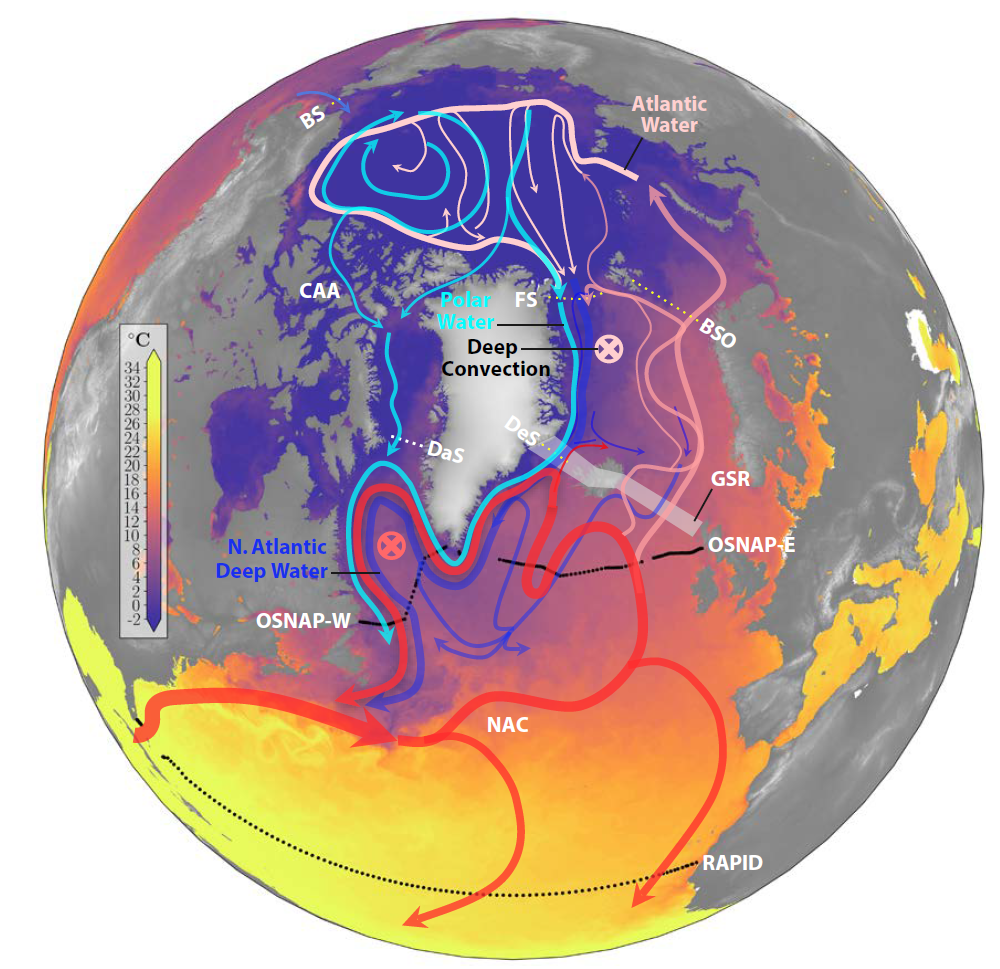 Atlantic
Water
BS
CAA
Polar
Water
FS
BSO
Deep
Convection
°C
34
32
30
28
26
24
22
20
18
16
14
12
10
8
6
4
2
0
-2
DeS
DaS
GSR
N. Atlantic
Deep Water
OSNAP-E
OSNAP-W
NAC
RAPID